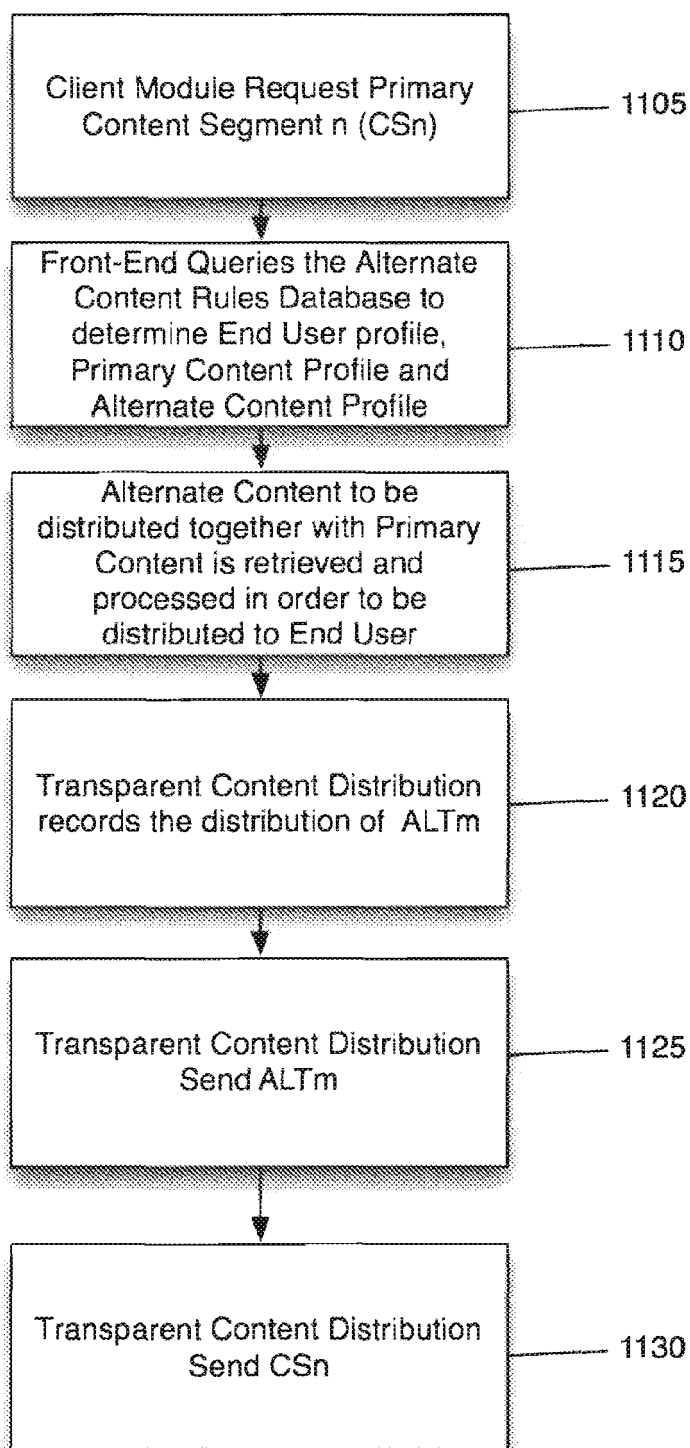 Client Module Request Primary
Content Segment n (CSn)
1105
Front-End Queries the Alternate
Content Rules Database to
determine End User profile,
Primary Content Profile and
Alternate Content Profile
1110
Alternate Content to be
distributed together with Primary
Content is retrieved and
processed in order to be
distributed to End User
1115
Transparent Content Distribution
records the distribution of ALTm
1120
Transparent Content Distribution
Send ALTm
1125
Transparent Content Distribution
Send CSn
1130